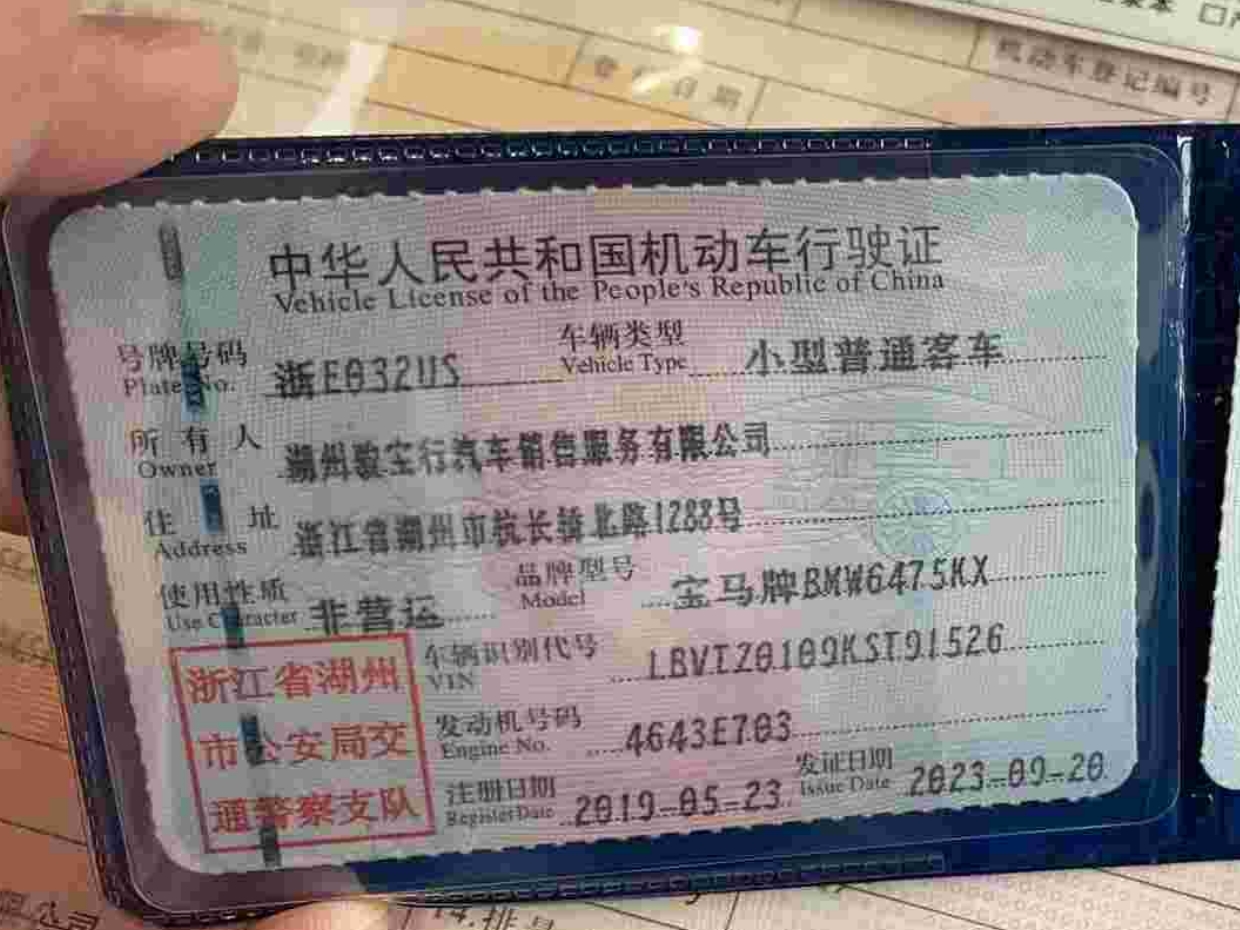 登记日期
机动车登记编号
中华人民共和国机动车行驶证
Vehicle License of the People's Republic of China
号牌号码 浙E032US 车辆类型 小型普通客车
Plate No. Vehicle Type
所有人 湖州骏宝行汽车销售服务有限公司
Owner
住址 浙江省湖州市杭长桥北路1288号
Address
使用性质 非营运 品牌型号 宝马牌BMW6475KX
Use Character Model
浙江省湖州
市公安局交
通警察支队
车辆识别代号 LBVTZ0109KST91526
VIN
发动机号码 4643E703
Engine No.
注册日期 2019-05-23 发证日期 2023-09-20
Register Date Issue Date
14.排号